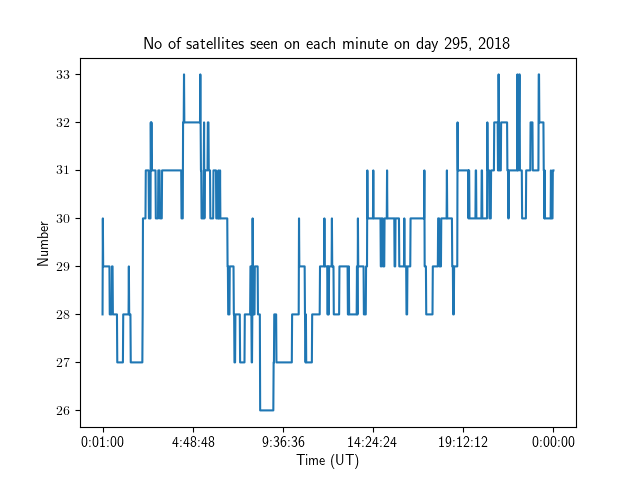 No of satellites seen on each minute on day 295, 2018
33
32
31
30
29
28
27
26
Number
0:01:00 4:48:48 9:36:36 14:24:24 19:12:12 0:00:00
Time (UT)